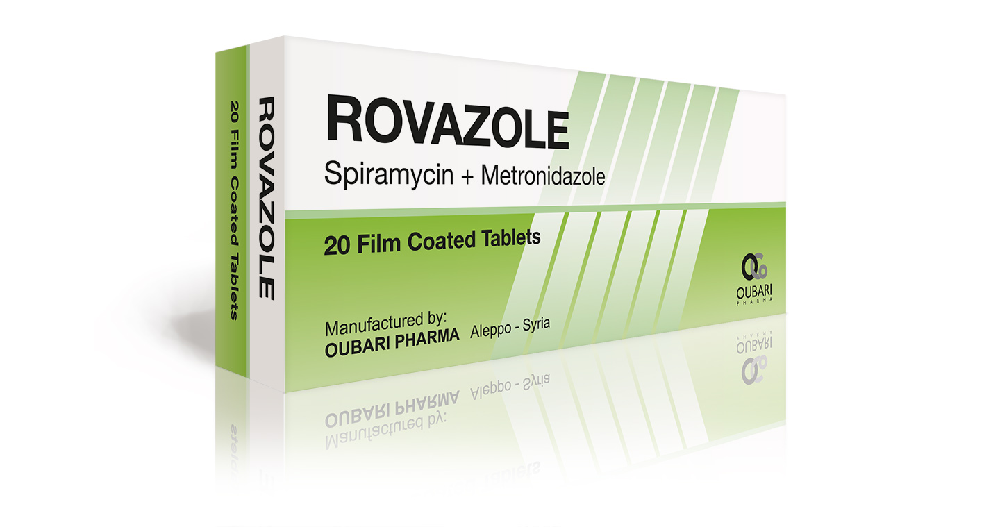 20 Film Coated Tablets
ROVAZOLE
ROVAZOLE
Spiramycin + Metronidazole
20 Film Coated Tablets
Manufactured by:
OUBARI PHARMA Aleppo - Syria
OCo
OUBARI
PHARMA